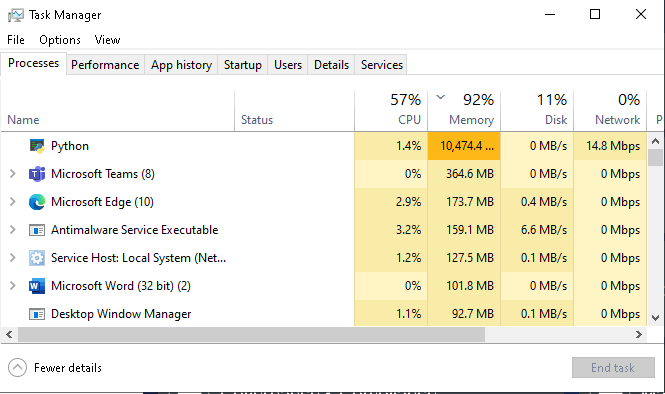 Task Manager
File Options View
Processes Performance App history Startup Users Details Services
57% 92% 11% 0%
Name Status CPU Memory Disk Network P
Python 1.4% 10,474.4 ... 0 MB/s 14.8 Mbps
Microsoft Teams (8) 0% 364.6 MB 0 MB/s 0 Mbps
Microsoft Edge (10) 2.9% 173.7 MB 0.4 MB/s 0 Mbps
Antimalware Service Executable 3.2% 159.1 MB 6.6 MB/s 0 Mbps
Service Host: Local System (Net... 1.2% 127.5 MB 0.1 MB/s 0 Mbps
Microsoft Word (32 bit) (2) 0% 101.8 MB 0 MB/s 0 Mbps
Desktop Window Manager 1.1% 92.7 MB 0.1 MB/s 0 Mbps
Fewer details End task